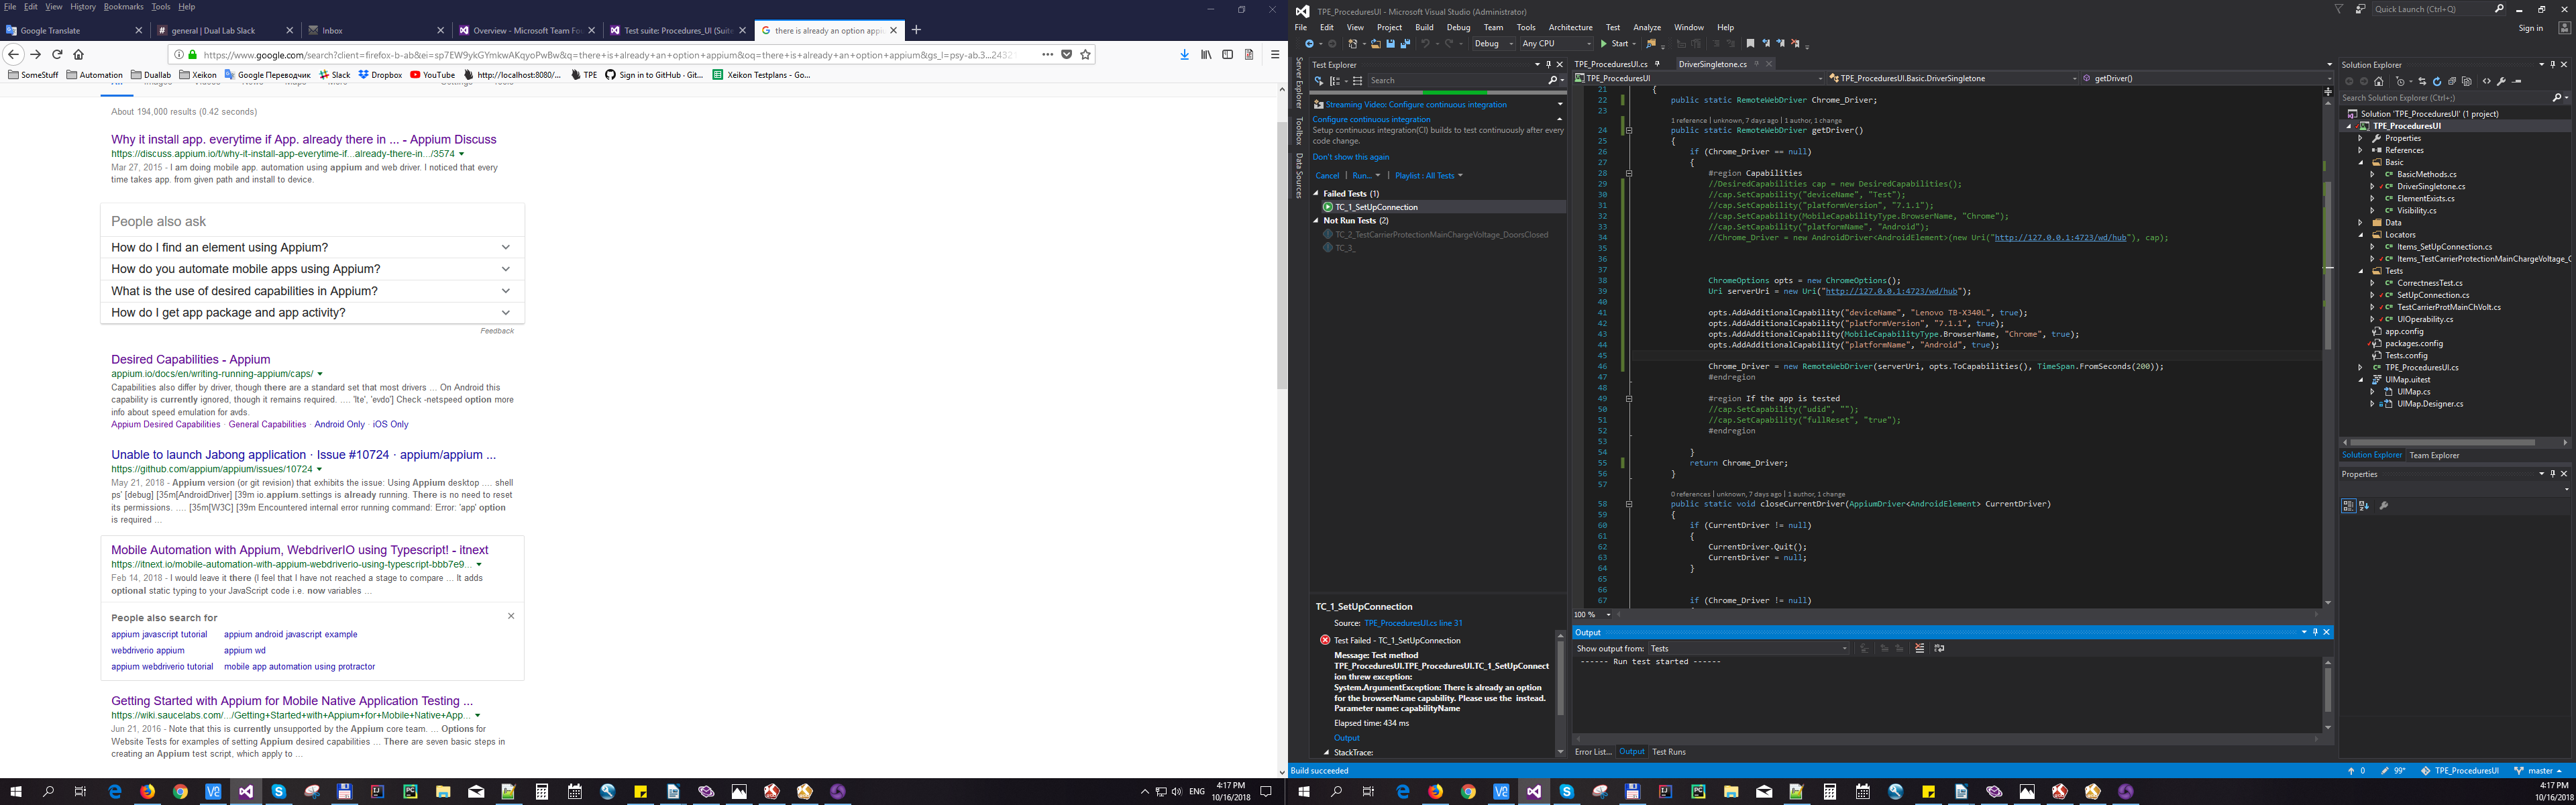 File Edit View History Bookmarks Tools Help
Google Translate
general | Dual Lab Slack
Inbox
Overview - Microsoft Team Fou
Test suite: Procedures_UI (Suite
there is already an option appiu
https://www.google.com/search?client=firefox-b-ab&ei=sp7EW9ykGYmkwAKqyoPwBw&q=there+is+already+an+option+appium&oq=there+is+already+an+option+appium&gs_l=psy-ab.3...2432
SomeStuff Automation Duallab Xeikon Google Переводчик Slack Dropbox YouTube http://localhost:8080/... TPE Sign in to GitHub · Git... Xeikon Testplans - Go...
About 194,000 results (0.42 seconds)
Why it install app. everytime if App. already there in ... - Appium Discuss
https://discuss.appium.io/t/why-it-install-app-everytime-if...already-there-in.../3574
Mar 27, 2015 - I am doing mobile app. automation using appium and web driver. I noticed that every
time takes app. from given path and install to device.
People also ask
How do I find an element using Appium?
How do you automate mobile apps using Appium?
What is the use of desired capabilities in Appium?
How do I get app package and app activity?
Feedback
Desired Capabilities - Appium
appium.io/docs/en/writing-running-appium/caps/
Capabilities also differ by driver, though there are a standard set that most drivers ... On Android this
capability is currently ignored, though it remains required. .... 'lte', 'evdo'] Check -netspeed option more
info about speed emulation for avds.
Appium Desired Capabilities · General Capabilities · Android Only · iOS Only
Unable to launch Jabong application · Issue #10724 · appium/appium ...
https://github.com/appium/appium/issues/10724
May 21, 2018 - Appium version (or git revision) that exhibits the issue: Using Appium desktop .... shell
ps' [debug] [35m[AndroidDriver] [39m io.appium.settings is already running. There is no need to reset
its permissions. .... [35m[W3C] [39m Encountered internal error running command: Error: 'app' option
is required ...
Mobile Automation with Appium, WebdriverIO using Typescript! - itnext
https://itnext.io/mobile-automation-with-appium-webdriverio-using-typescript-bbb7e9...
Feb 14, 2018 - I would leave it there (I feel that I have not reached a stage to compare ... It adds
optional static typing to your JavaScript code i.e. now variables ...
People also search for
appium javascript tutorial appium android javascript example
webdriverio appium appium wd
appium webdriverio tutorial mobile app automation using protractor
Getting Started with Appium for Mobile Native Application Testing ...
https://wiki.saucelabs.com/.../Getting+Started+with+Appium+for+Mobile+Native+App...
Jun 21, 2016 - Note that this is currently unsupported by the Appium core team. ... Options for
Website Tests for examples of setting Appium desired capabilities ... There are seven basic steps in
creating an Appium test script, which apply to ...
ENG 4:17 PM
10/16/2018
TPE_ProceduresUI - Microsoft Visual Studio (Administrator)
Quick Launch (Ctrl+Q)
File Edit View Project Build Debug Team Tools Architecture Test Analyze Window Help
Sign in
Debug Any CPU Start
Server Explorer
Toolbox
Data Sources
Test Explorer
Search
Streaming Video: Configure continuous integration
Configure continuous integration
Setup continuous integration(CI) builds to test continuously after every
code change.
Don't show this again
Cancel | Run... | Playlist : All Tests
Failed Tests (1)
TC_1_SetUpConnection
Not Run Tests (2)
TC_2_TestCarrierProtectionMainChargeVoltage_DoorsClosed
TC_3_
TC_1_SetUpConnection
Source: TPE_ProceduresUI.cs line 31
Test Failed - TC_1_SetUpConnection
Message: Test method
TPE_ProceduresUI.TPE_ProceduresUI.TC_1_SetUpConnect
ion threw exception:
System.ArgumentException: There is already an option
for the browserName capability. Please use the instead.
Parameter name: capabilityName
Elapsed time: 434 ms
Output
StackTrace:
TPE_ProceduresUI.cs DriverSingletone.cs
TPE_ProceduresUI TPE_ProceduresUI.Basic.DriverSingletone getDriver()
21 {
22 public static RemoteWebDriver Chrome_Driver;
23
1 reference | unknown, 7 days ago | 1 author, 1 change
24 public static RemoteWebDriver getDriver()
25 {
26 if (Chrome_Driver == null)
27 {
28 #region Capabilities
29 //DesiredCapabilities cap = new DesiredCapabilities();
30 //cap.SetCapability("deviceName", "Test");
31 //cap.SetCapability("platformVersion", "7.1.1");
32 //cap.SetCapability(MobileCapabilityType.BrowserName, "Chrome");
33 //cap.SetCapability("platformName", "Android");
34 //Chrome_Driver = new AndroidDriver<AndroidElement>(new Uri("http://127.0.0.1:4723/wd/hub"), cap);
35
36
37
38 ChromeOptions opts = new ChromeOptions();
39 Uri serverUri = new Uri("http://127.0.0.1:4723/wd/hub");
40
41 opts.AddAdditionalCapability("deviceName", "Lenovo TB-X340L", true);
42 opts.AddAdditionalCapability("platformVersion", "7.1.1", true);
43 opts.AddAdditionalCapability(MobileCapabilityType.BrowserName, "Chrome", true);
44 opts.AddAdditionalCapability("platformName", "Android", true);
45
46 Chrome_Driver = new RemoteWebDriver(serverUri, opts.ToCapabilities(), TimeSpan.FromSeconds(200));
47 #endregion
48
49 #region If the app is tested
50 //cap.SetCapability("udid", "");
51 //cap.SetCapability("fullReset", "true");
52 #endregion
53
54 }
55 return Chrome_Driver;
56 }
57
0 references | unknown, 7 days ago | 1 author, 1 change
58 public static void closeCurrentDriver(AppiumDriver<AndroidElement> CurrentDriver)
59 {
60 if (CurrentDriver != null)
61 {
62 CurrentDriver.Quit();
63 CurrentDriver = null;
64 }
65
66
67 if (Chrome_Driver != null)
100 %
Output
Show output from: Tests
------ Run test started ------
Error List... Output Test Runs
Solution Explorer
Search Solution Explorer (Ctrl+;)
Solution 'TPE_ProceduresUI' (1 project)
TPE_ProceduresUI
Properties
References
Basic
BasicMethods.cs
DriverSingletone.cs
ElementExists.cs
Visibility.cs
Data
Locators
Items_SetUpConnection.cs
Items_TestCarrierProtectionMainChargeVoltage_C
Tests
CorrectnessTest.cs
SetUpConnection.cs
TestCarrierProtMainChVolt.cs
UIOperability.cs
app.config
packages.config
Tests.config
TPE_ProceduresUI.cs
UIMap.uitest
UIMap.cs
UIMap.Designer.cs
Solution Explorer Team Explorer
Properties
Build succeeded
0 99* TPE_ProceduresUI master
4:17 PM
10/16/2018